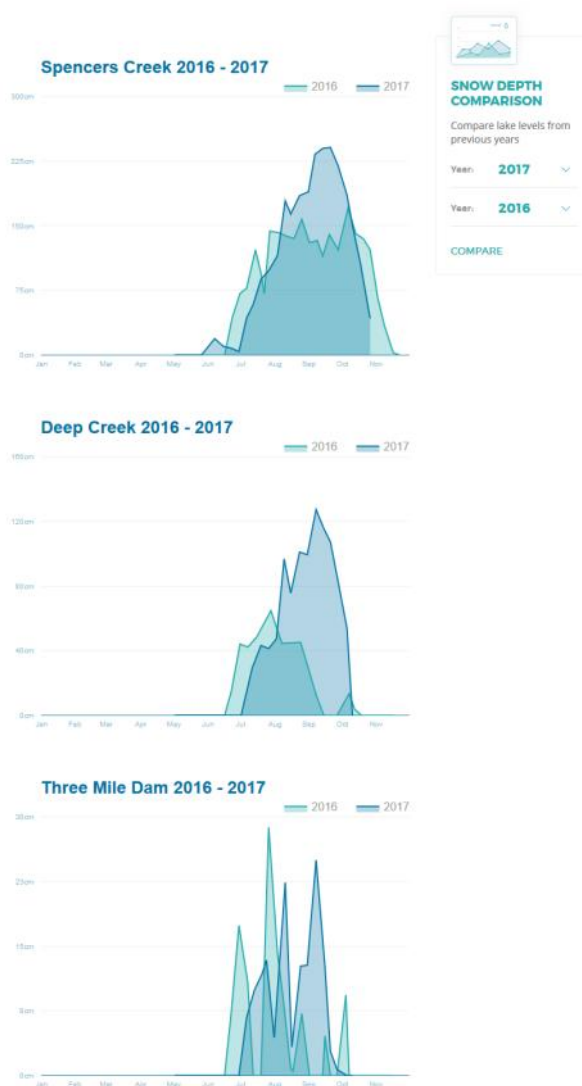 Spencers Creek 2016 - 2017
2016 2017
300cm
225cm
150cm
75cm
0cm
Jan Feb Mar Apr May Jun Jul Aug Sep Oct Nov
SNOW DEPTH
COMPARISON
Compare lake levels from
previous years
Year: 2017
Year: 2016
COMPARE
Deep Creek 2016 - 2017
2016 2017
120cm
40cm
0cm
Jan Feb Mar Apr May Jun Jul Aug Sep Oct Nov
Three Mile Dam 2016 - 2017
2016 2017
30cm
23cm
15cm
0cm
Jan Feb Mar Apr May Jun Jul Aug Sep Oct Nov